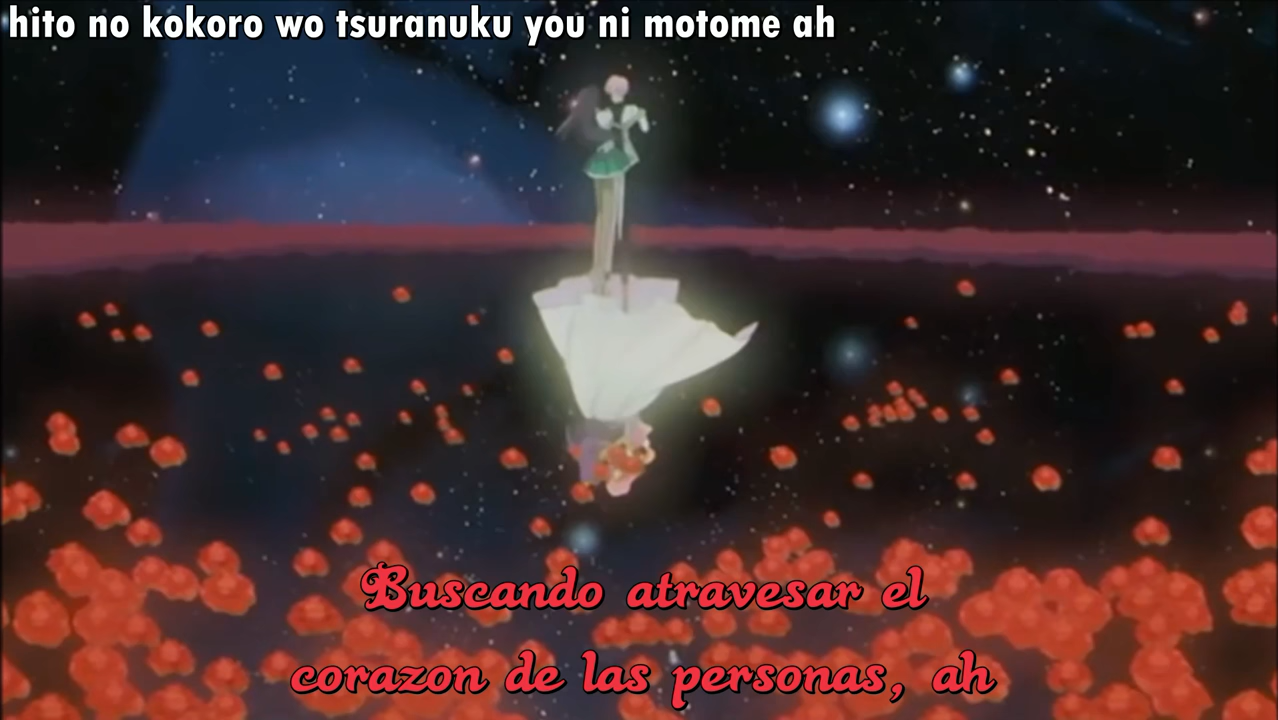 hito no kokoro wo tsuranuku you ni motome ah
Buscando atravesar el
corazon de las personas, ah